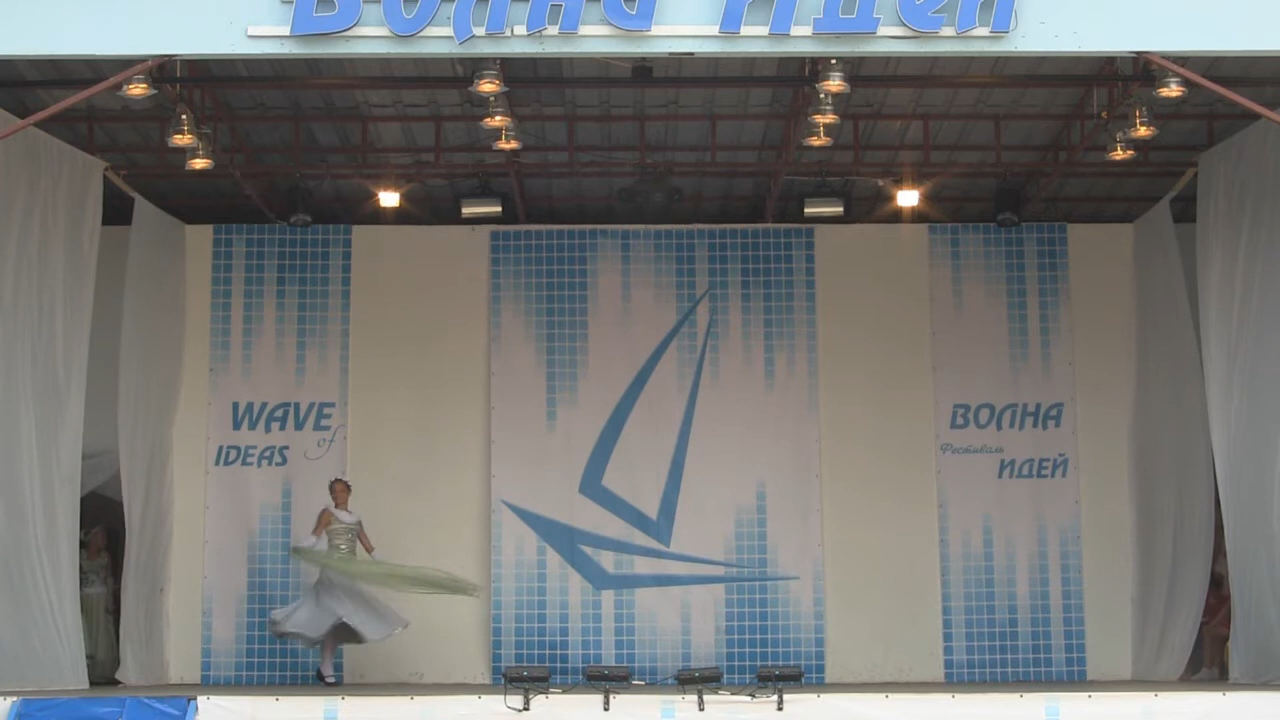 Волна идей
WAVE
of
IDEAS
ВОЛНА
Фестиваль
ИДЕЙ